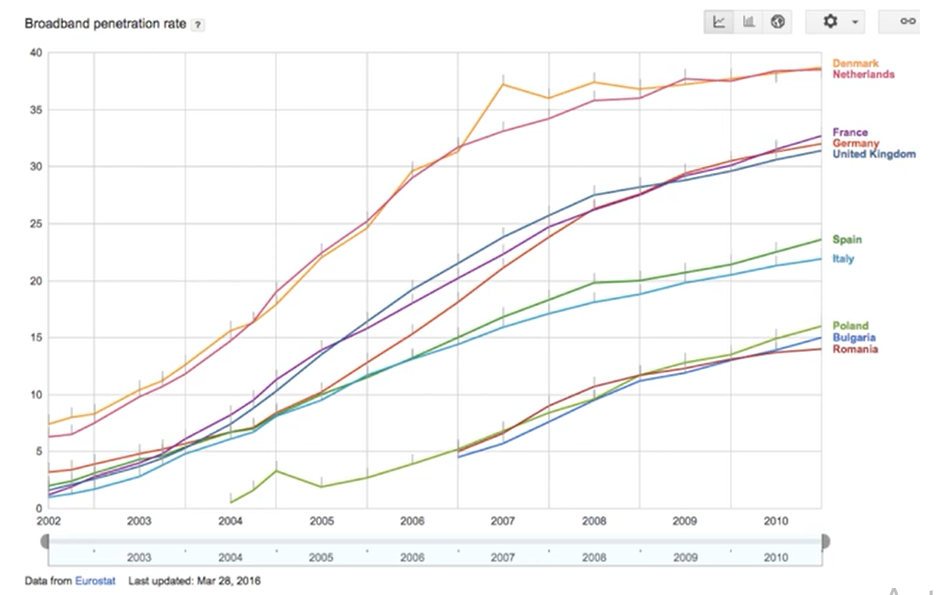 Broadband penetration rate ?
40
Denmark
Netherlands
35
France
Germany
United Kingdom
30
25
Spain
Italy
20
15
Poland
Bulgaria
Romania
10
5
0
2002 2003 2004 2005 2006 2007 2008 2009 2010
2003 2004 2005 2006 2007 2008 2009 2010
Data from Eurostat Last updated: Mar 28, 2016